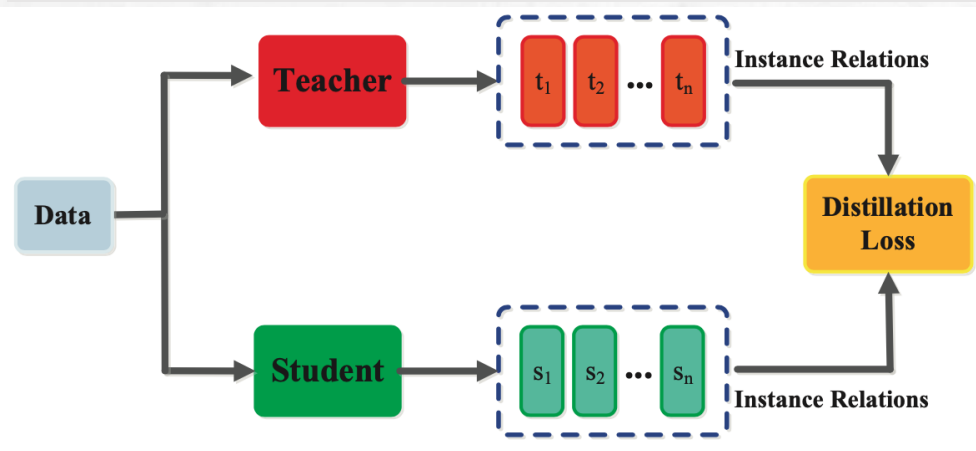 Teacher
t1
t2
...
tn
Instance Relations
Data
Distillation
Loss
Student
s1
s2
...
sn
Instance Relations